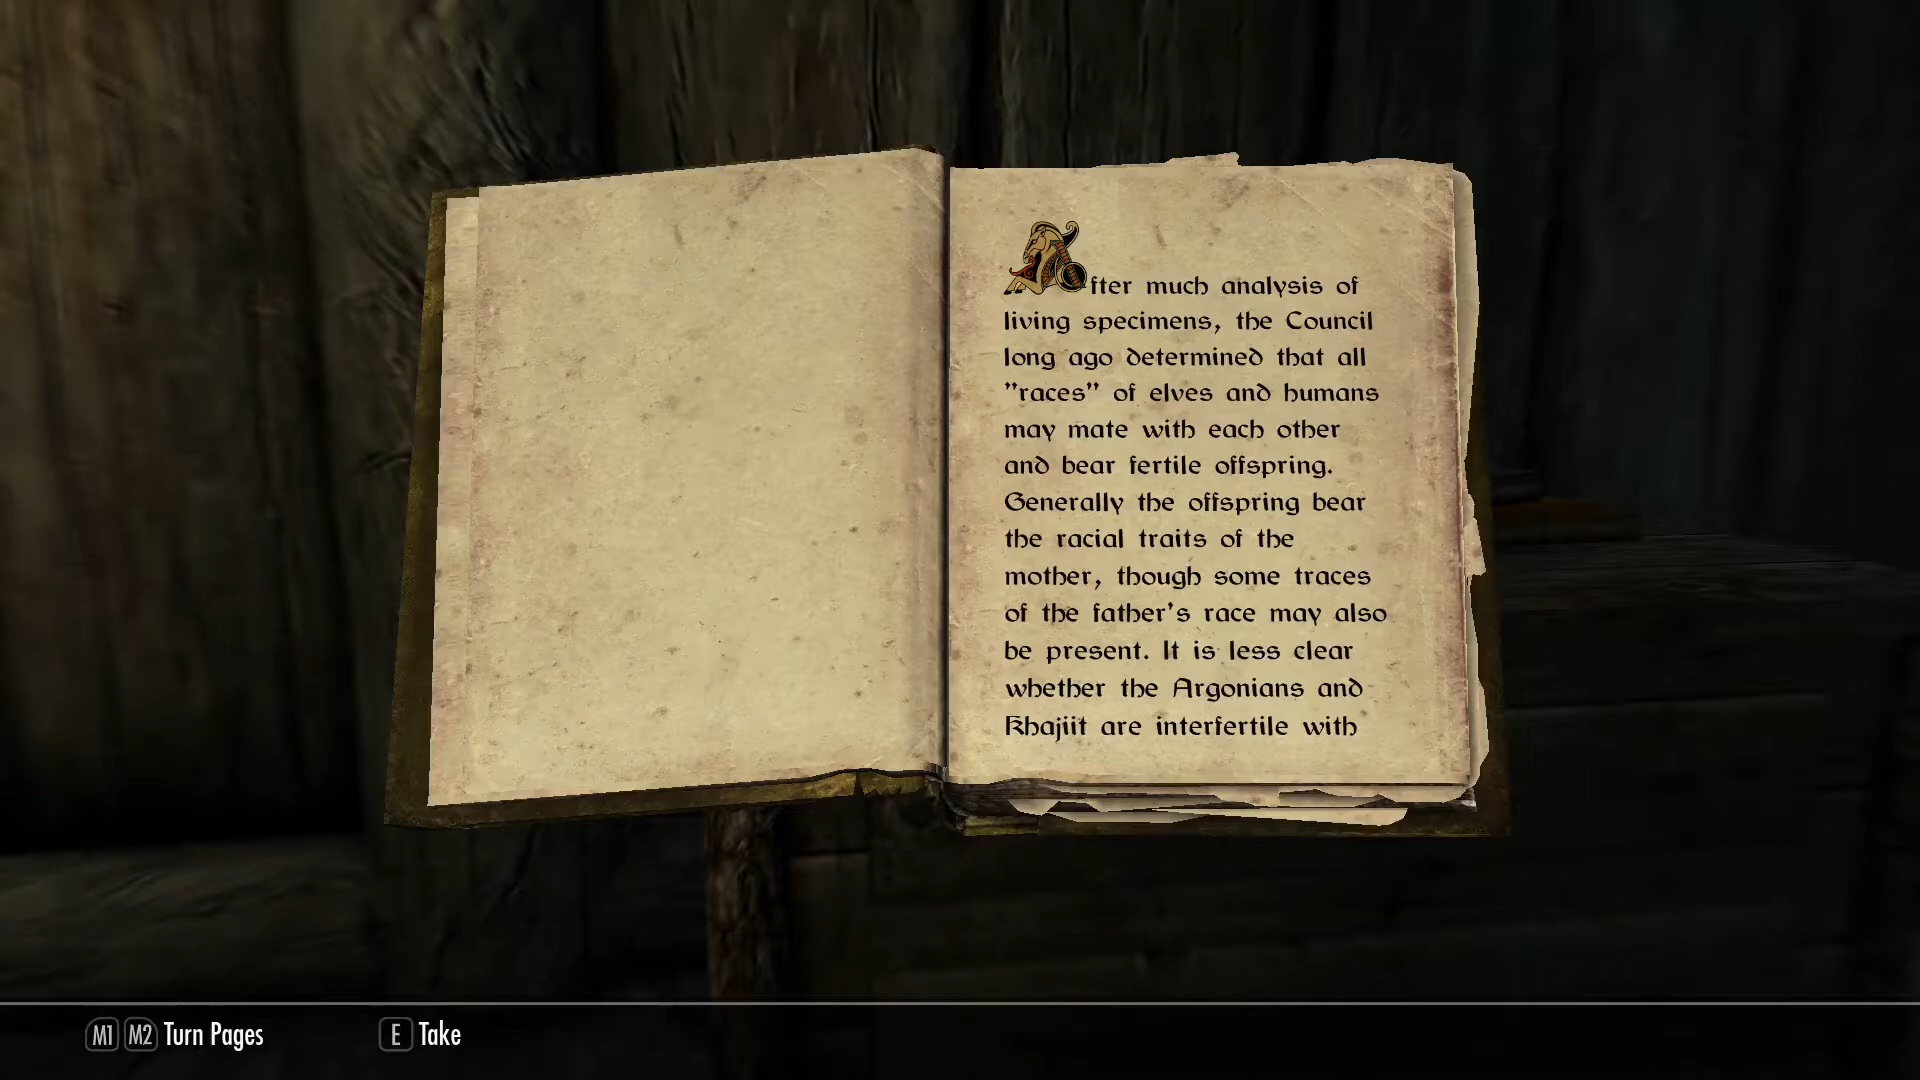 After much analysis of
living specimens, the Council
long ago determined that all
"races" of elves and humans
may mate with each other
and bear fertile offspring.
Generally the offspring bear
the racial traits of the
mother, though some traces
of the father's race may also
be present. It is less clear
whether the Argonians and
Khajiit are interfertile with
M1 M2 Turn Pages
E Take